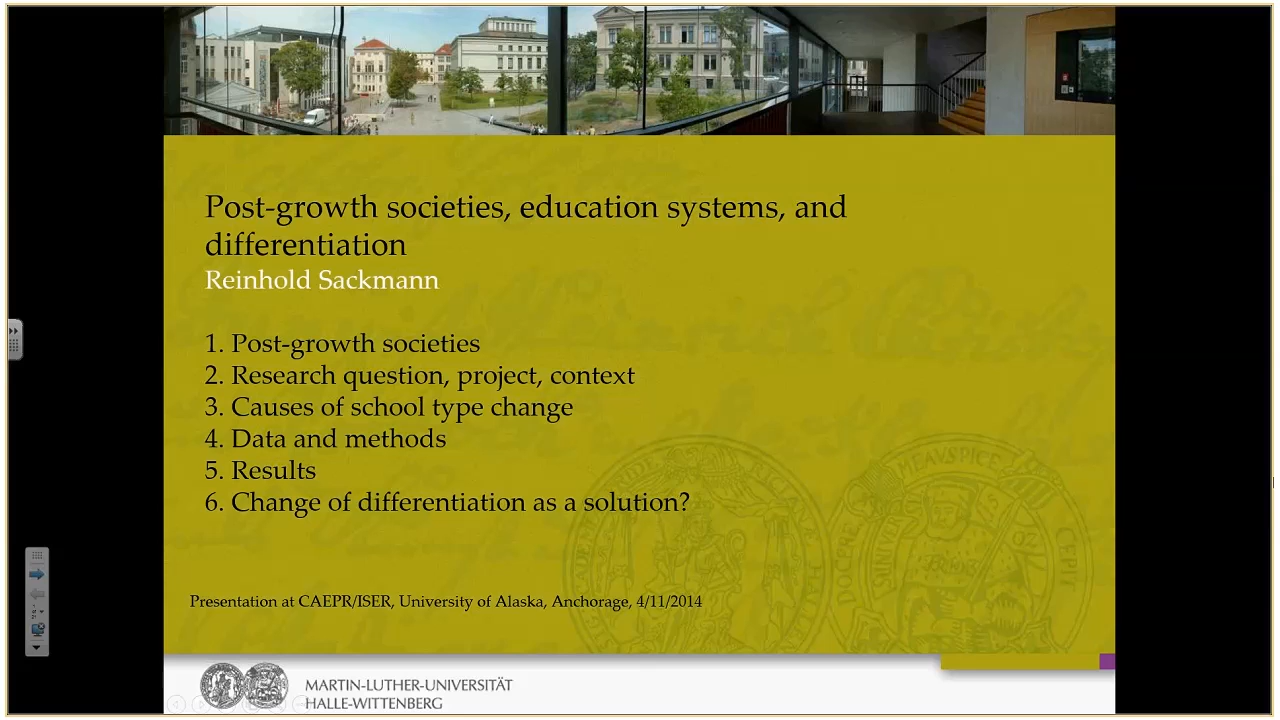 Post-growth societies, education systems, and
differentiation
Reinhold Sackmann
1. Post-growth societies
2. Research question, project, context
3. Causes of school type change
4. Data and methods
5. Results
6. Change of differentiation as a solution?
Presentation at CAEPR/ISER, University of Alaska, Anchorage, 4/11/2014
MARTIN-LUTHER-UNIVERSITÄT
HALLE-WITTENBERG